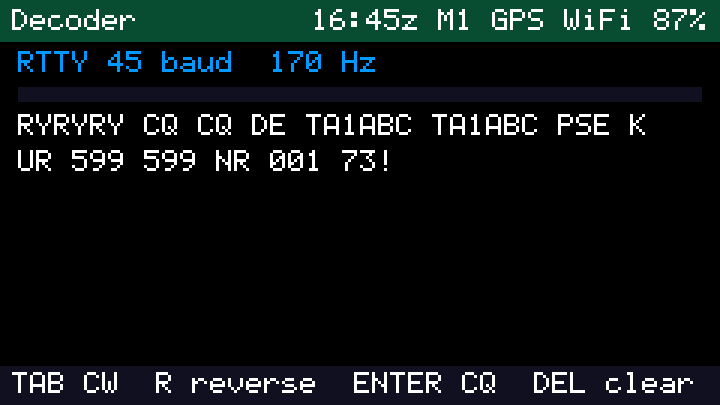 Decoder 16:45z M1 GPS WiFi 87%
RTTY 45 baud 170 Hz
RYRYRY CQ CQ DE TA1ABC TA1ABC PSE K
UR 599 599 NR 001 73!
TAB CW R reverse ENTER CQ DEL clear